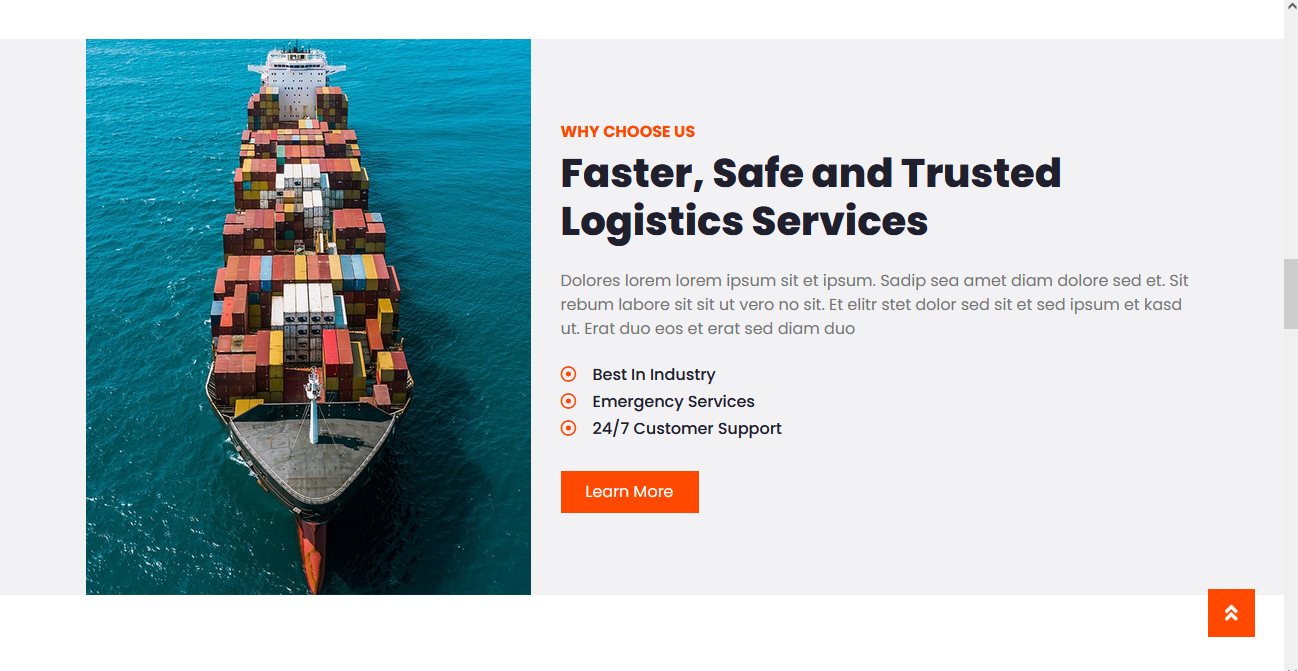 WHY CHOOSE US
Faster, Safe and Trusted
Logistics Services
Dolores lorem lorem ipsum sit et ipsum. Sadip sea amet diam dolore sed et. Sit
rebum labore sit sit ut vero no sit. Et elitr stet dolor sed sit et sed ipsum et kasd
ut. Erat duo eos et erat sed diam duo
Best In Industry
Emergency Services
24/7 Customer Support
Learn More